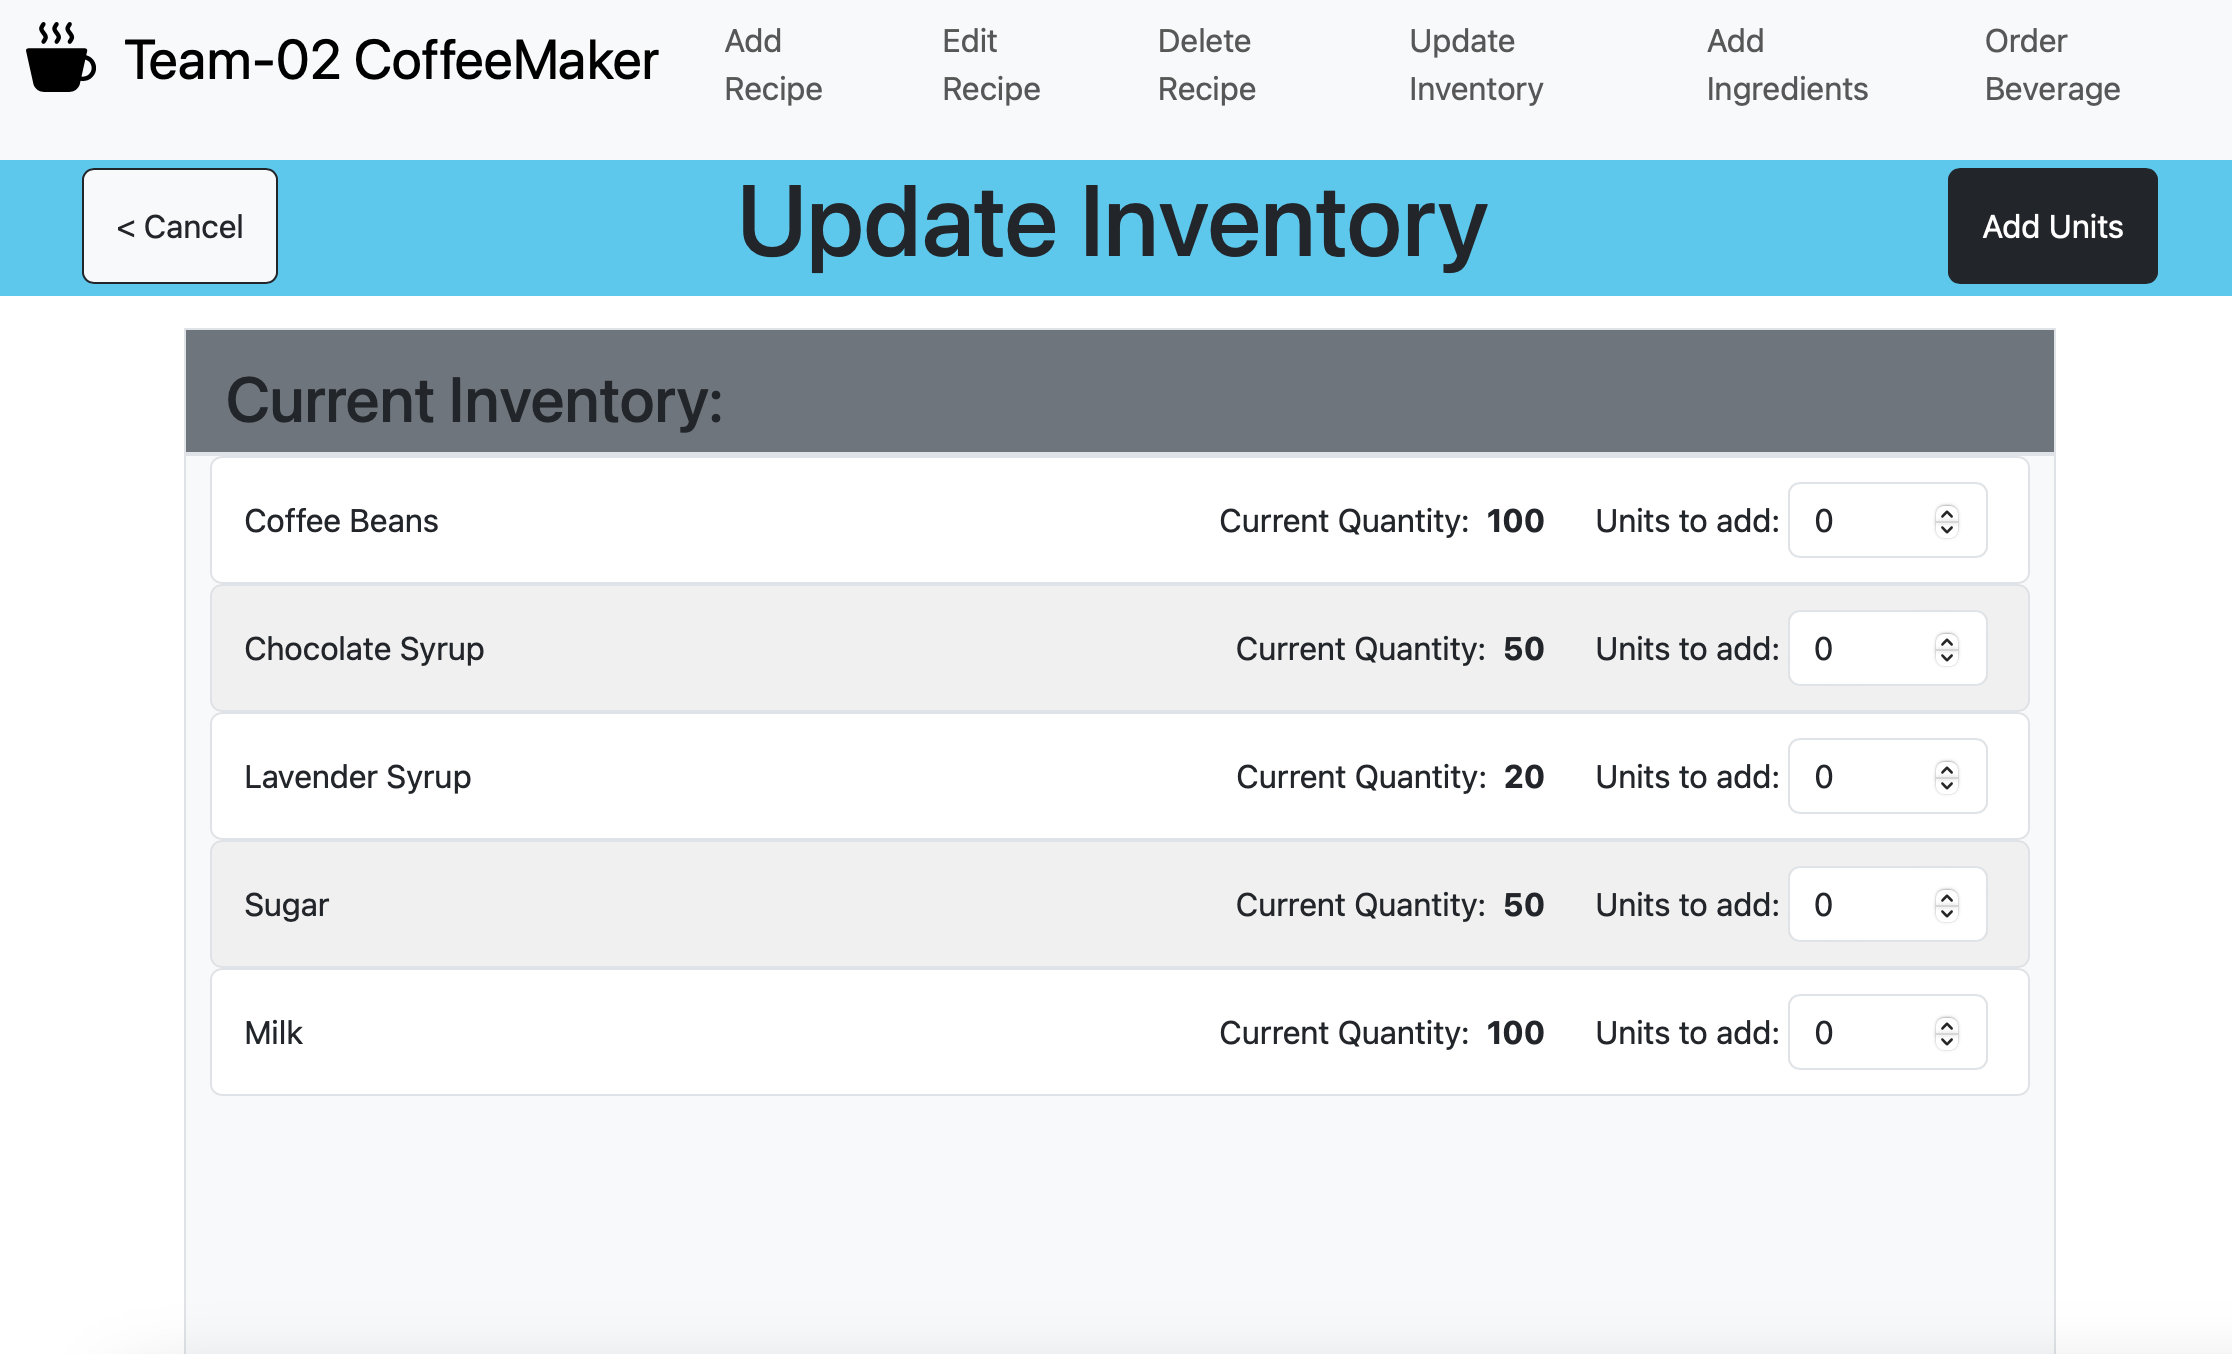 Team-02 CoffeeMaker
Add
Recipe
Edit
Recipe
Delete
Recipe
Update
Inventory
Add
Ingredients
Order
Beverage
< Cancel
Update Inventory
Add Units
Current Inventory:
Coffee Beans Current Quantity: 100 Units to add: 0
Chocolate Syrup Current Quantity: 50 Units to add: 0
Lavender Syrup Current Quantity: 20 Units to add: 0
Sugar Current Quantity: 50 Units to add: 0
Milk Current Quantity: 100 Units to add: 0